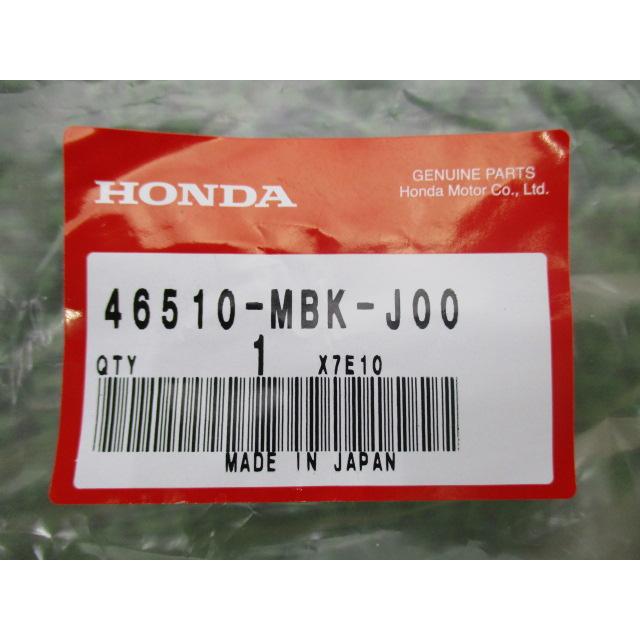 HONDA
GENUINE PARTS
Honda Motor Co., Ltd.
46510-MBK-J00
QTY 1 X7E10
MADE IN JAPAN